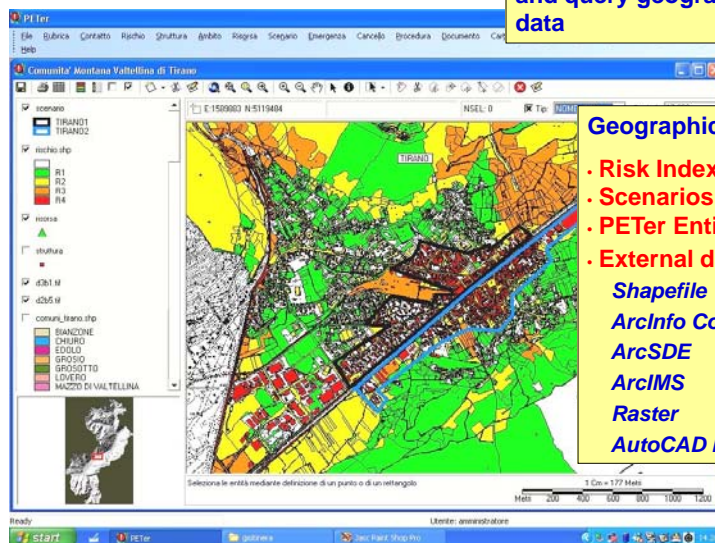 and query geogra
data
PETer
File Rubrica Contatto Rischio Struttura Ambito Risorsa Scenario Emergenza Cancello Procedura Documento
Help
Comunita' Montana Valtellina di Tirano
E:1589883 N:5119484 NSEL: 0 Tip:
scenario
TIRANO1
TIRANO2
rischio.shp
R1
R2
R3
R4
risorsa
struttura
d3b1.tif
d2b5.tif
comuni_tirano.shp
BIANZONE
CHIURO
EDOLO
GROSIO
GROSOTTO
LOVERO
MAZZO DI VALTELLINA
TIRANO
Geographic
• Risk Index
• Scenarios
• PETer Enti
• External d
Shapefile
ArcInfo Co
ArcSDE
ArcIMS
Raster
AutoCAD
Seleziona le entità mediante definizione di un punto o di un rettangolo
1 Cm = 177 Metri
Metri 200 400 600 800 1000 1200
Ready Utente: amministratore
start PETer Jasc Paint Shop Pro